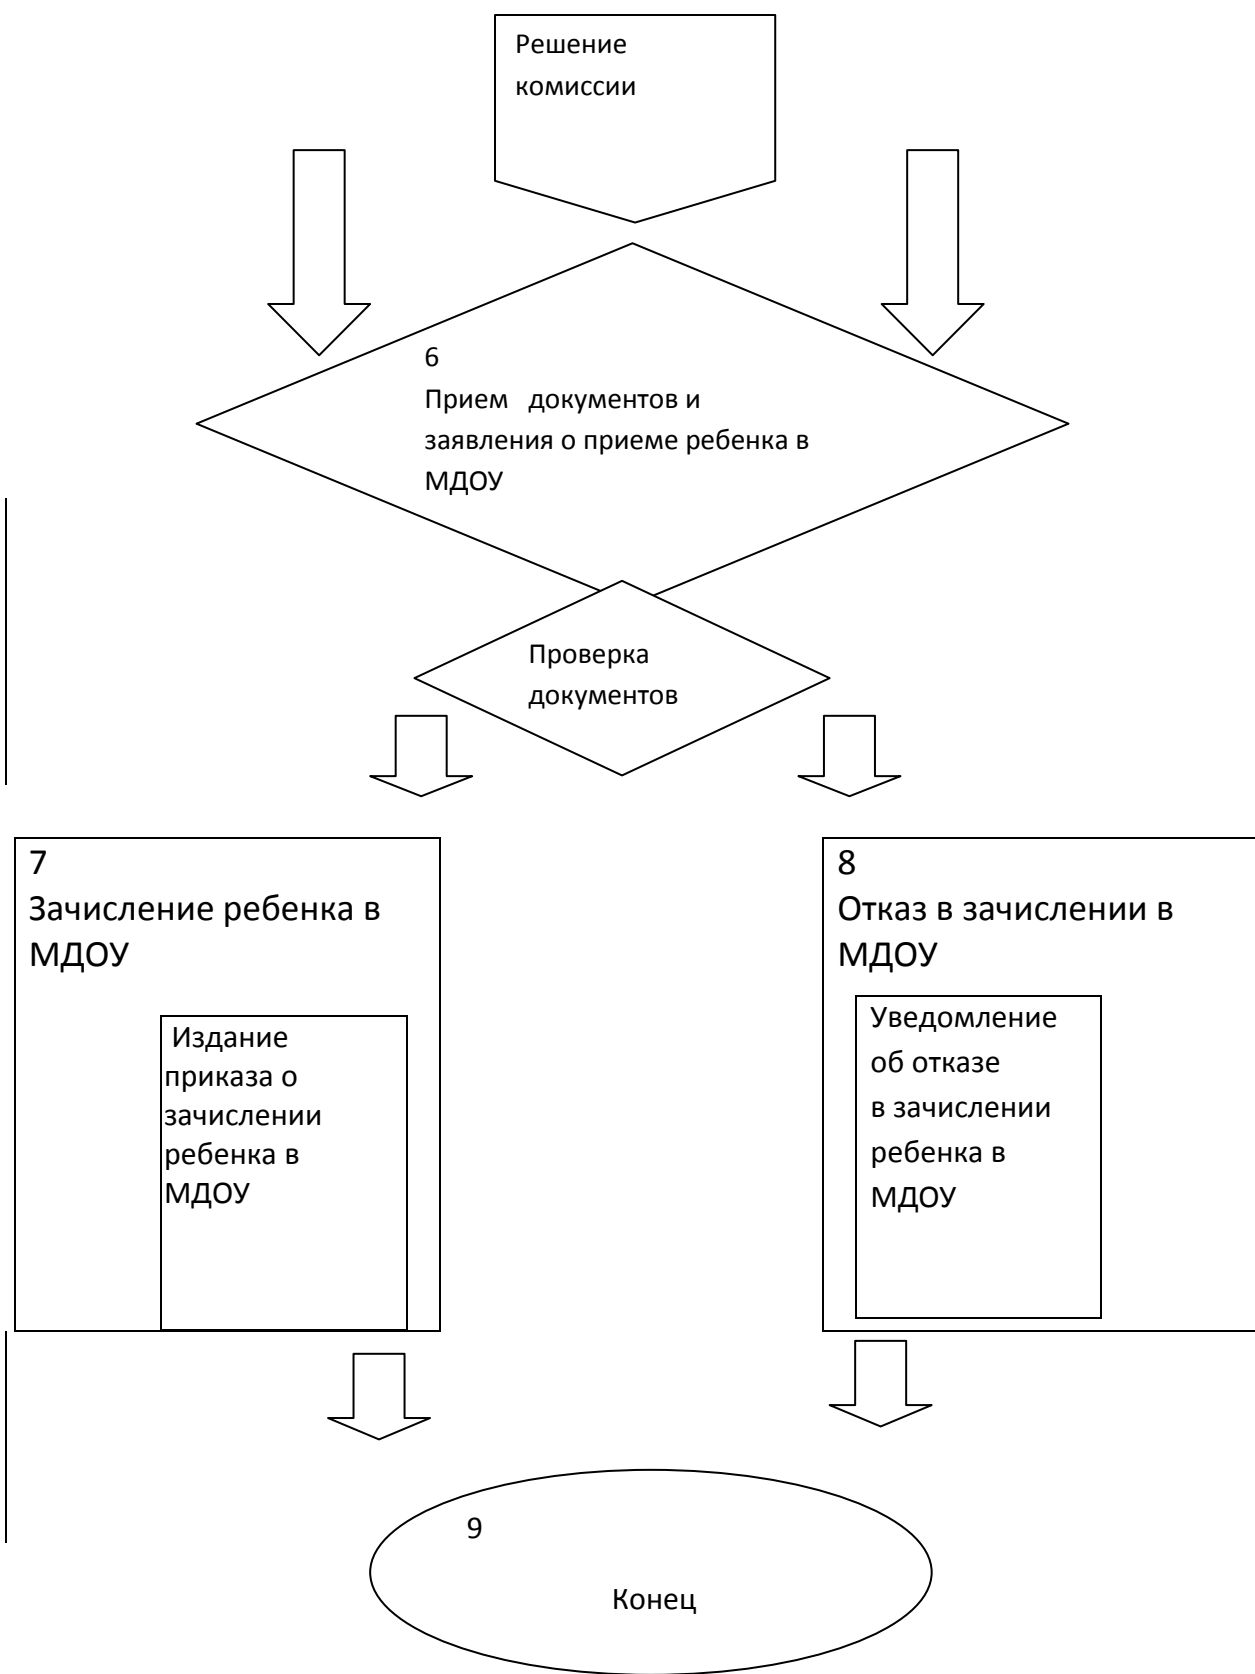 Решение
комиссии
6
Прием документов и
заявления о приеме ребенка в
МДОУ
Проверка
документов
7
Зачисление ребенка в
МДОУ
Издание
приказа о
зачислении
ребенка в
МДОУ
8
Отказ в зачислении в
МДОУ
Уведомление
об отказе
в зачислении
ребенка в
МДОУ
9
Конец